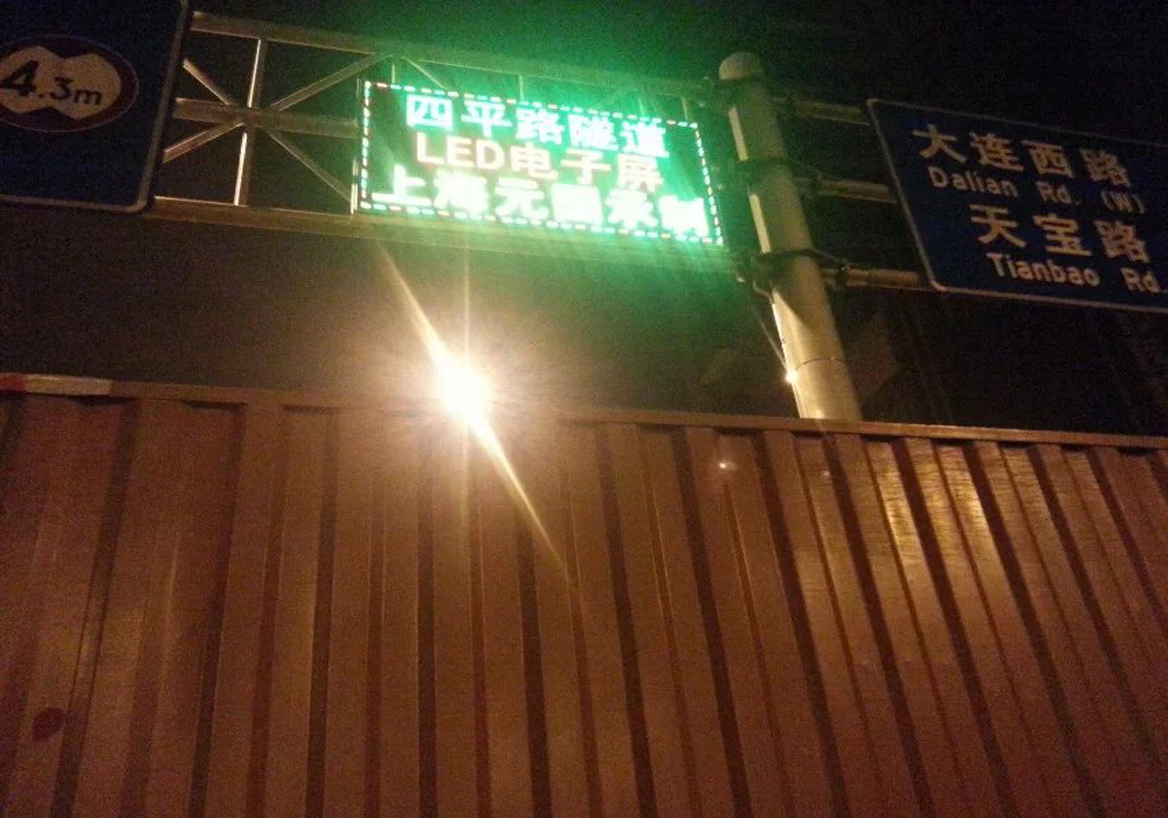 4.3m
四平路隧道
LED电子屏
上海元困承制
大连西路
Dalian Rd. (W)
天宝路
Tianbao Rd.